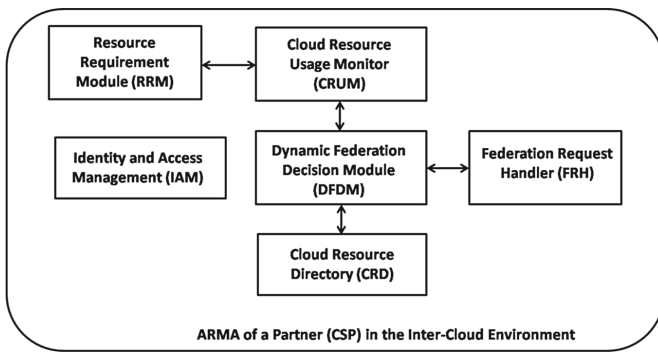 Resource
Requirement
Module (RRM)
Cloud Resource
Usage Monitor
(CRUM)
Identity and Access
Management (IAM)
Dynamic Federation
Decision Module
(DFDM)
Federation Request
Handler (FRH)
Cloud Resource
Directory (CRD)
ARMA of a Partner (CSP) in the Inter-Cloud Environment